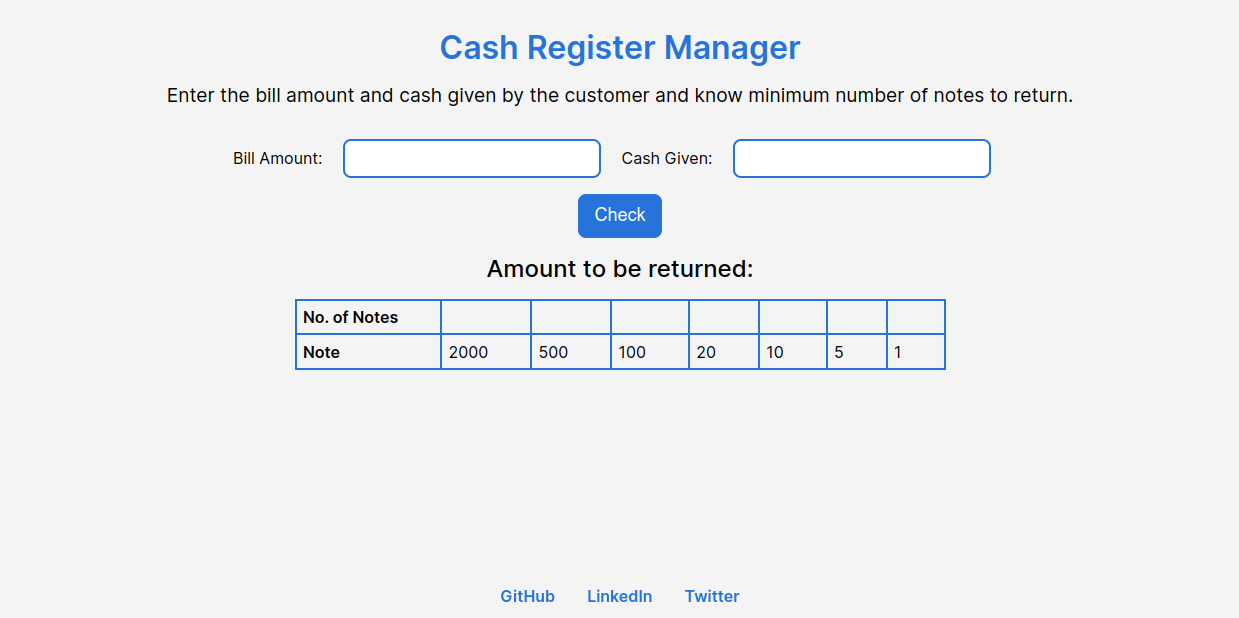 Cash Register Manager
Enter the bill amount and cash given by the customer and know minimum number of notes to return.
Bill Amount: Cash Given:
Check
Amount to be returned:
No. of Notes
Note 2000 500 100 20 10 5 1
GitHub LinkedIn Twitter